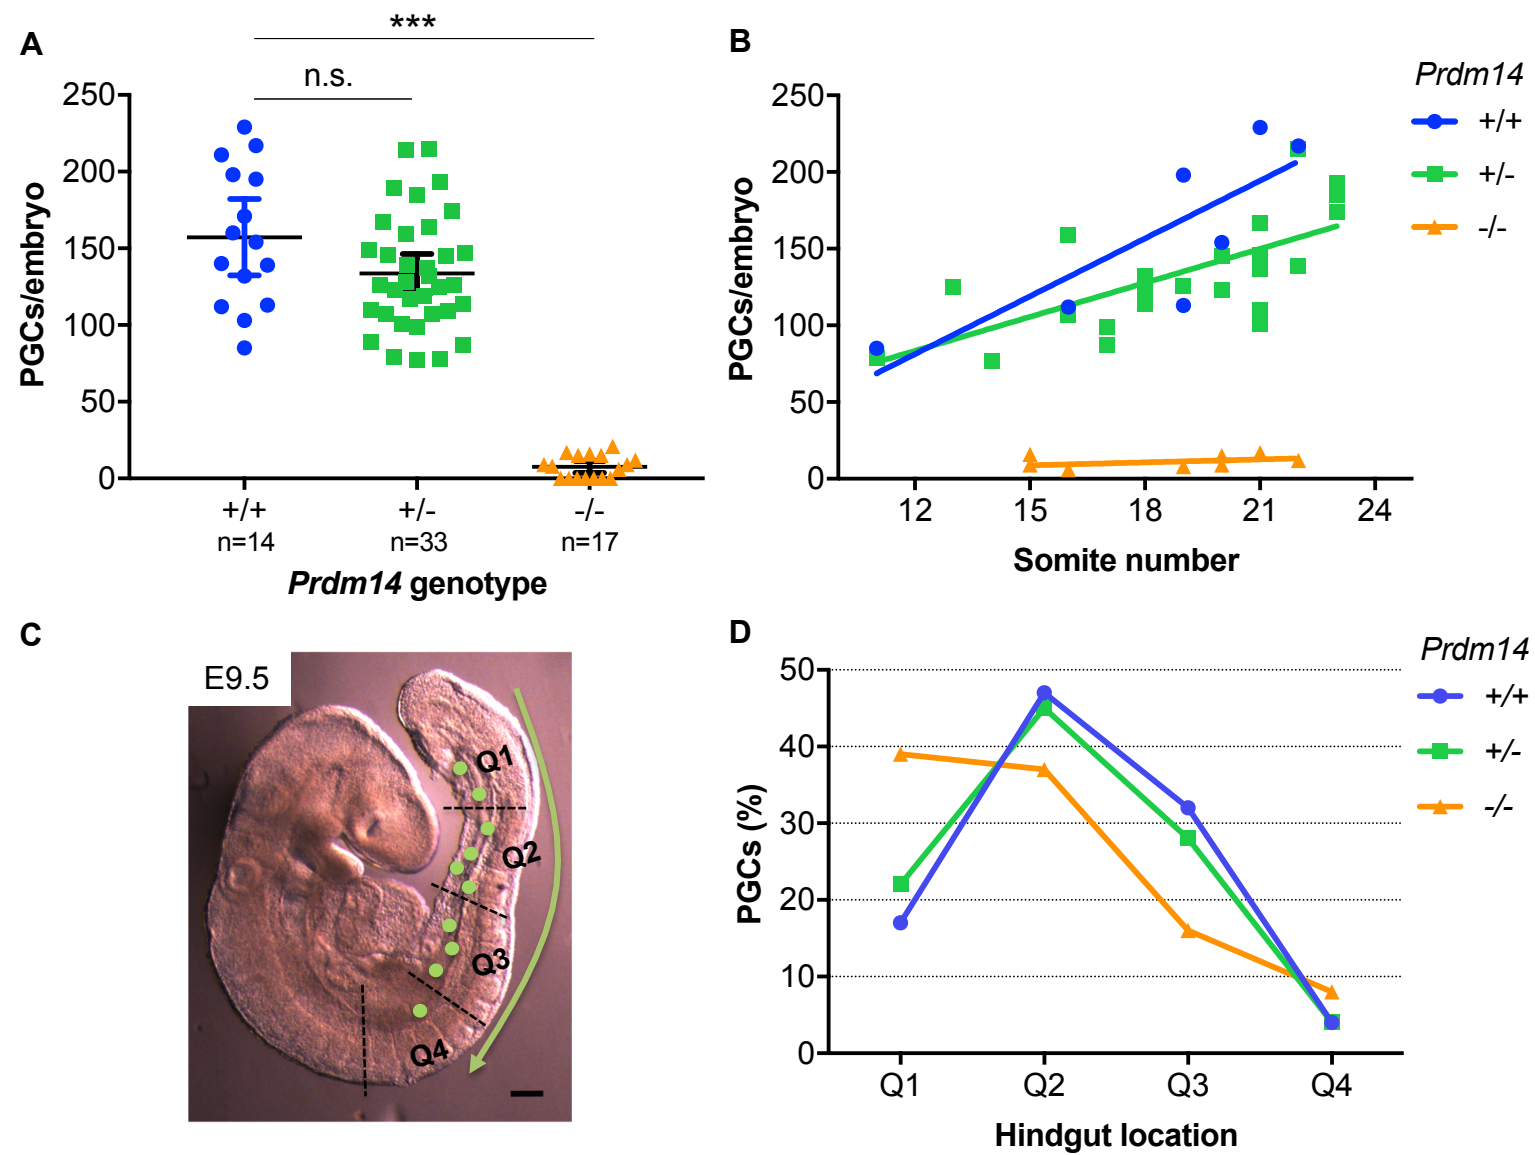 A
***
n.s.
PGCs/embryo
250
200
150
100
50
0
+/+
+/-
-/-
n=14
n=33
n=17
Prdm14 genotype
B
PGCs/embryo
250
200
150
100
50
0
12
15
18
21
24
Somite number
Prdm14
+/+
+/-
-/-
C
E9.5
Q1
Q2
Q3
Q4
D
PGCs (%)
50
40
30
20
10
0
Q1
Q2
Q3
Q4
Hindgut location
Prdm14
+/+
+/-
-/-